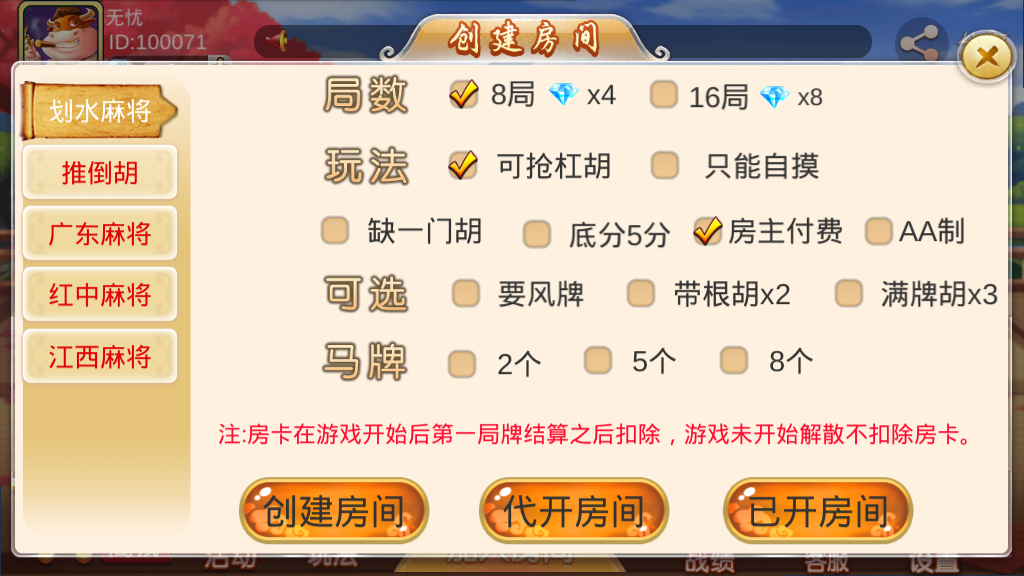 无忧
ID:100071
创建房间
划水麻将
推倒胡
广东麻将
红中麻将
江西麻将
局数 8局 x4 16局 x8
玩法 可抢杠胡 只能自摸
缺一门胡 底分5分 房主付费 AA制
可选 要风牌 带根胡x2 满牌胡x3
马牌 2个 5个 8个
注:房卡在游戏开始后第一局牌结算之后扣除，游戏未开始解散不扣除房卡。
创建房间 代开房间 已开房间
活动 玩法 战绩 客服 设置